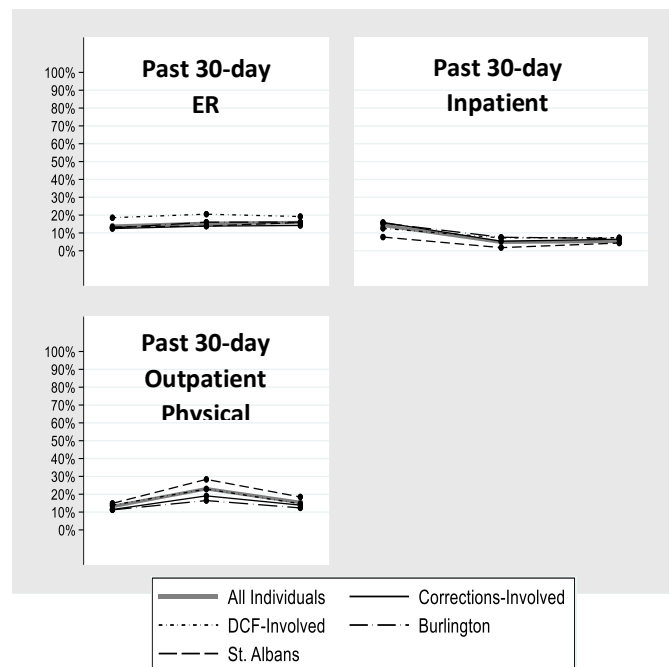 Past 30-day
ER
100%
90%
80%
70%
60%
50%
40%
30%
20%
10%
0%
Past 30-day
Inpatient
Past 30-day
Outpatient
Physical
100%
90%
80%
70%
60%
50%
40%
30%
20%
10%
0%
All Individuals
Corrections-Involved
DCF-Involved
Burlington
St. Albans